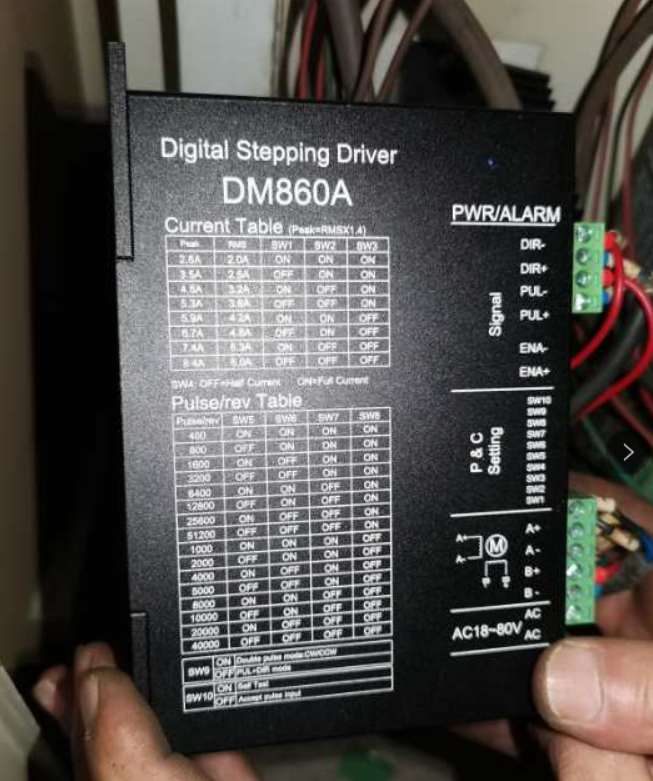 Digital Stepping Driver
DM860A
Current Table (Peak=RMSX1.4)
Peak RMS SW1 SW2 SW3
2.8A 2.0A ON ON ON
3.5A 2.5A OFF ON ON
4.5A 3.2A ON OFF ON
5.3A 3.8A OFF OFF ON
5.9A 4.2A ON ON OFF
6.7A 4.8A OFF ON OFF
7.4A 5.3A ON OFF OFF
8.4A 6.0A OFF OFF OFF
SW4: OFF=Half Current ON=Full Current
Pulse/rev Table
Pulse/rev SW5 SW6 SW7 SW8
400 ON ON ON ON
800 OFF ON ON ON
1600 ON OFF ON ON
3200 OFF OFF ON ON
6400 ON ON OFF ON
12800 OFF ON OFF ON
25600 ON OFF OFF ON
51200 OFF OFF OFF ON
1000 ON ON ON OFF
2000 OFF ON ON OFF
4000 ON OFF ON OFF
5000 OFF OFF ON OFF
8000 ON ON OFF OFF
10000 OFF ON OFF OFF
20000 ON OFF OFF OFF
40000 OFF OFF OFF OFF
SW9 ON Double pulse mode:CW/CCW
OFF PUL+DIR mode
SW10 ON Self Test
OFF Accept pulse input
PWR/ALARM
DIR-
DIR+
PUL-
PUL+
ENA-
ENA+
Signal
SW10
SW9
SW8
SW7
SW6
SW5
SW4
SW3
SW2
SW1
P & C
Setting
A+
A-
M
B+
B-
A+
A-
B+
B-
AC
AC18~80V
AC